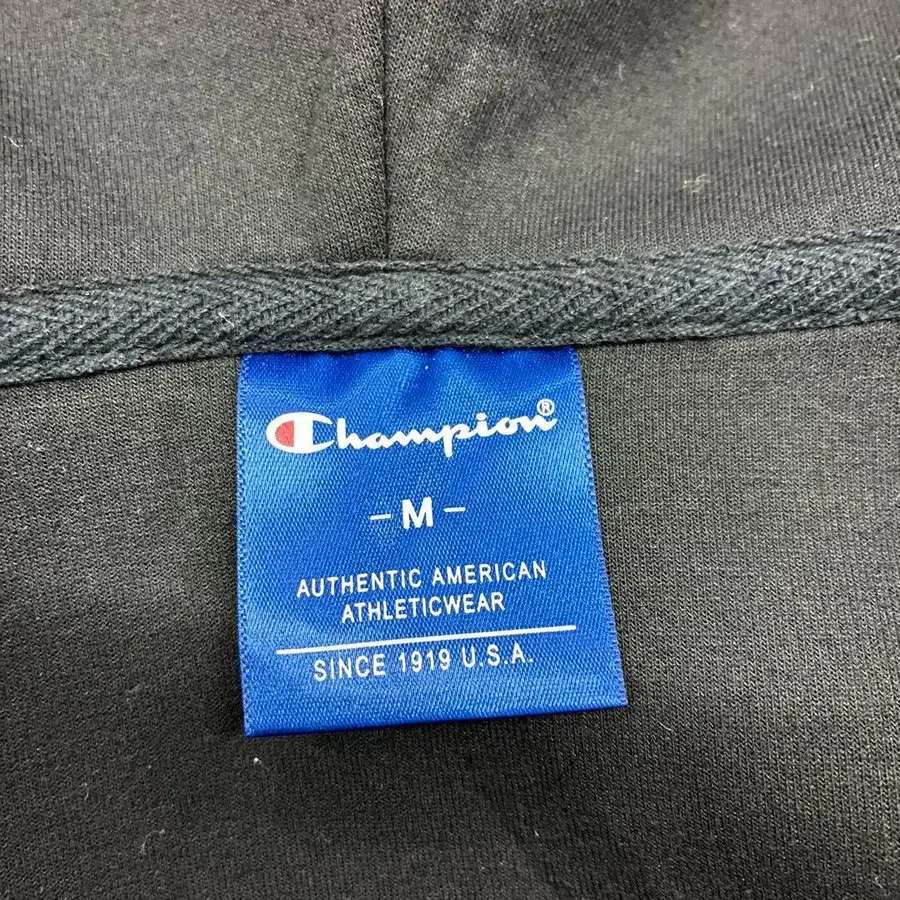 Champion®
-M-
AUTHENTIC AMERICAN
ATHLETICWEAR
SINCE 1919 U.S.A.